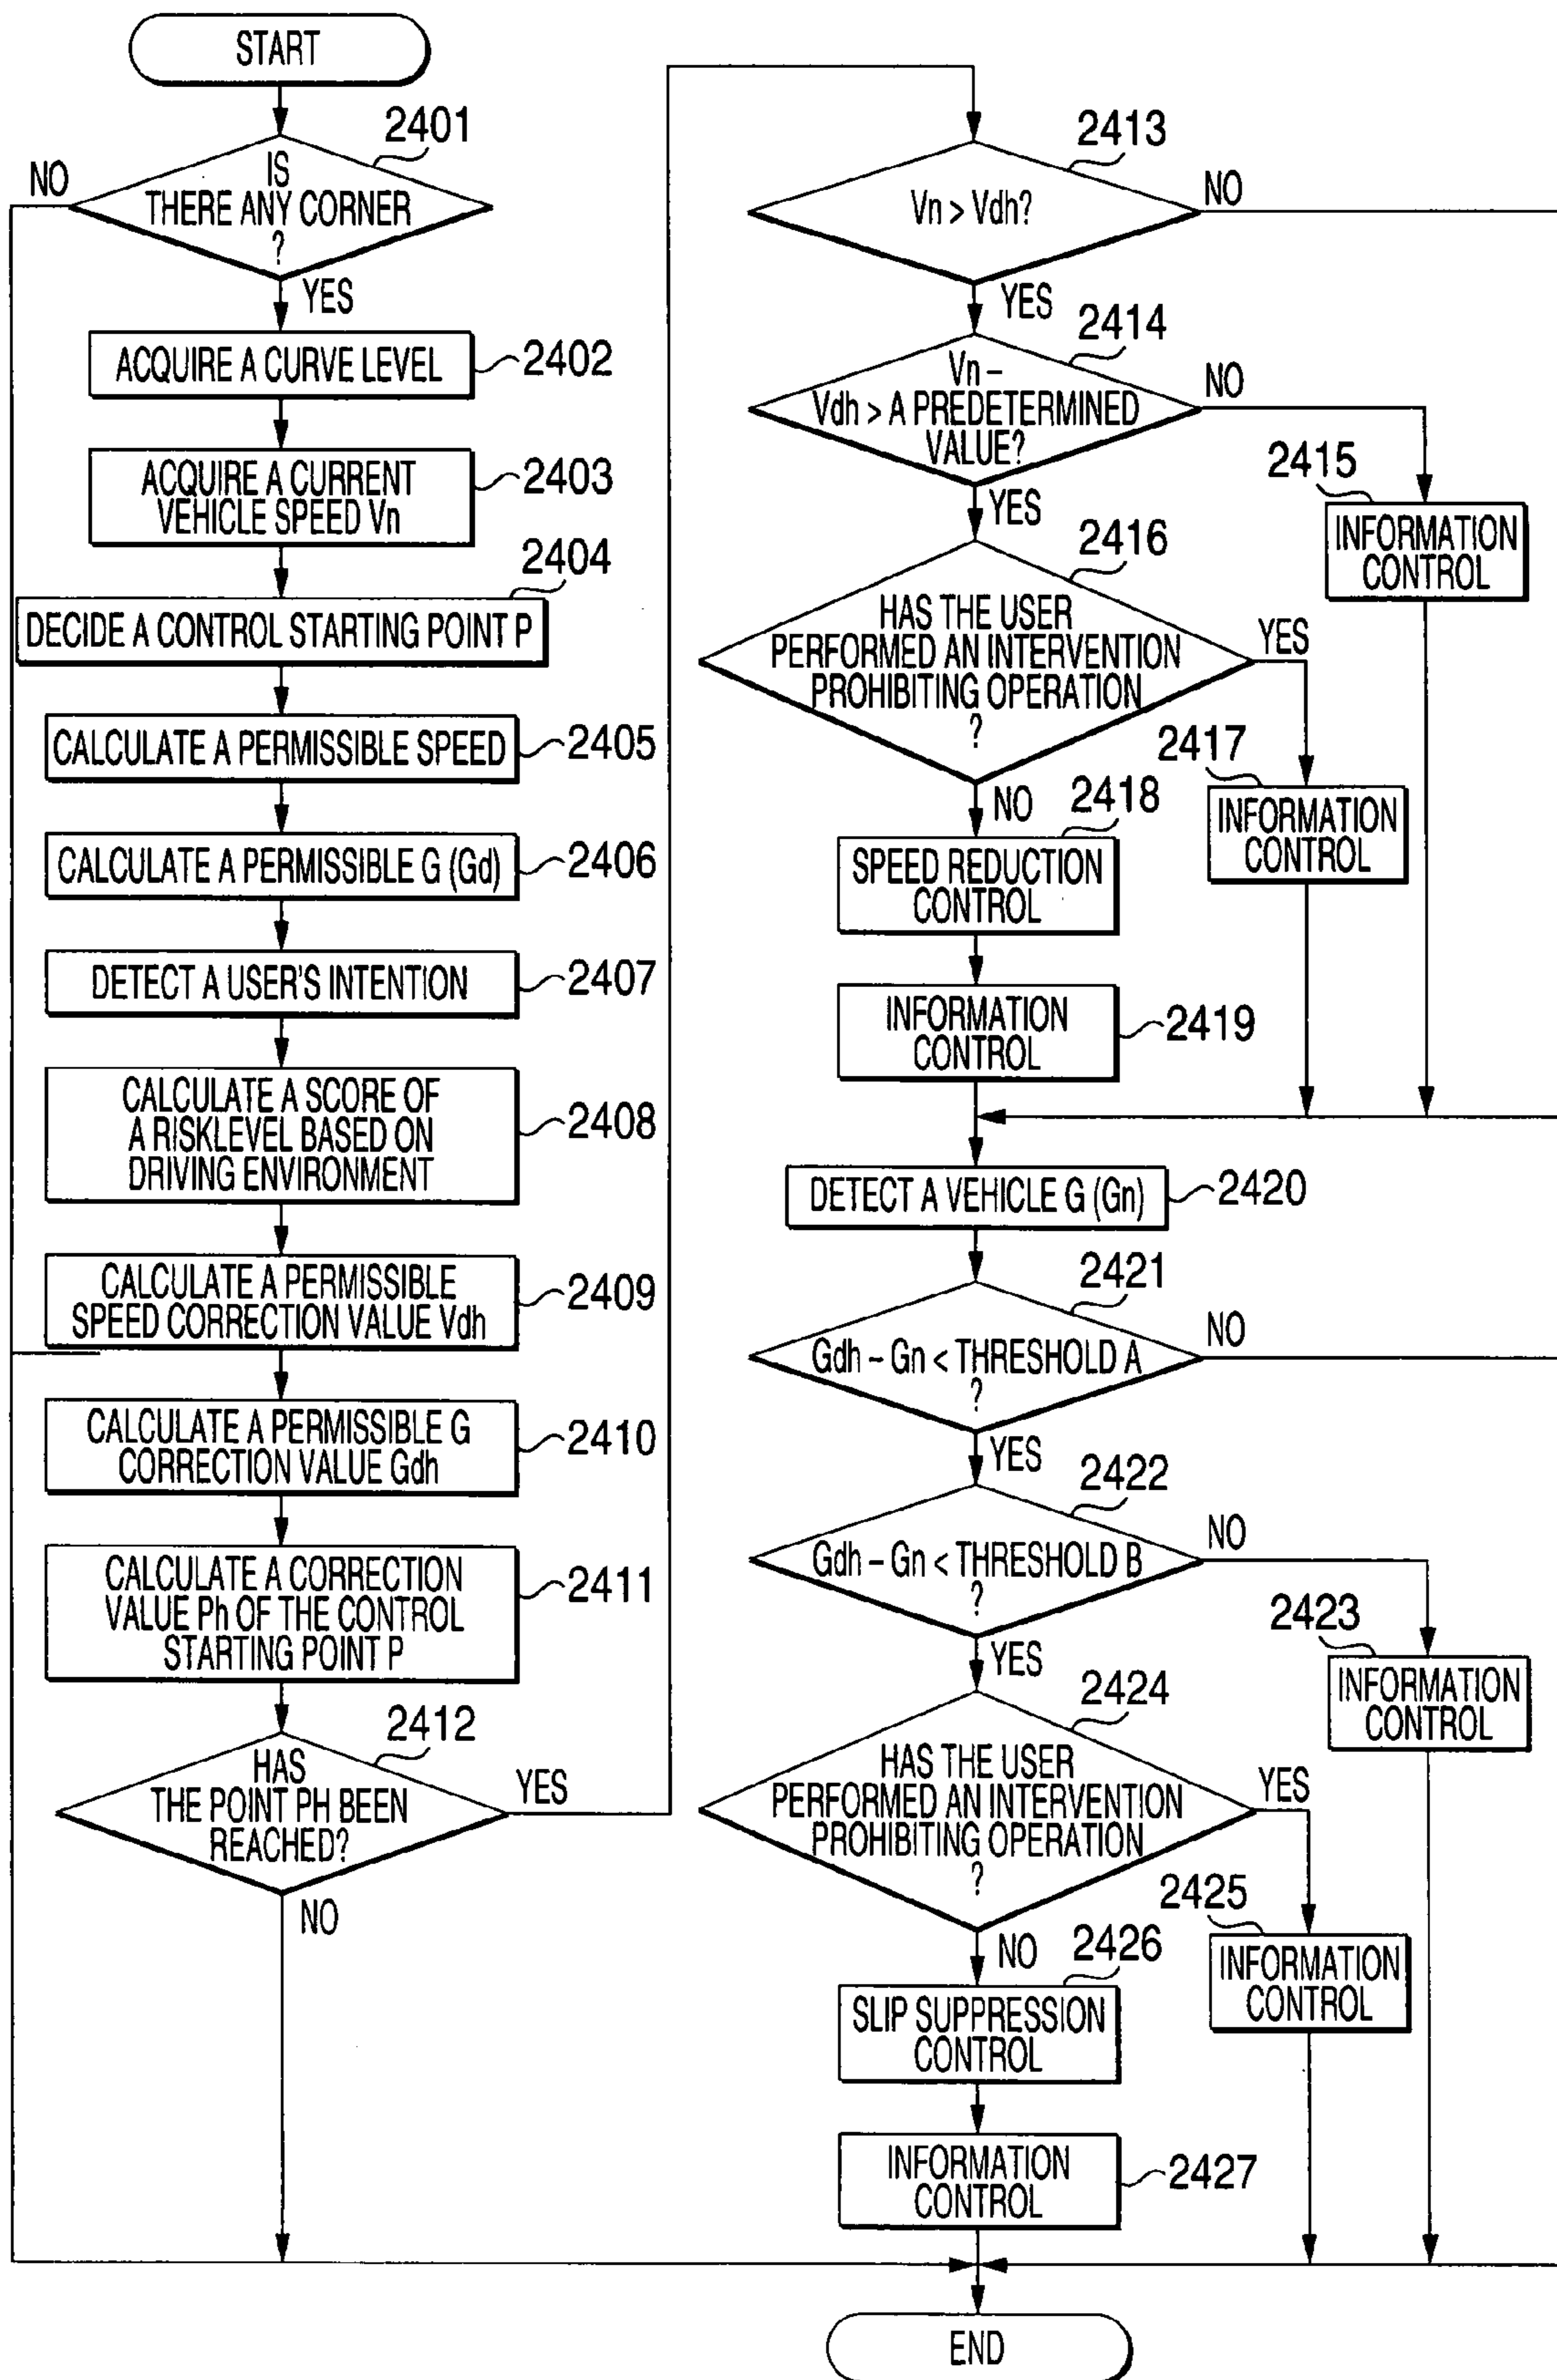 START
2401
NO
IS
THERE ANY CORNER
?
YES
ACQUIRE A CURVE LEVEL
2402
ACQUIRE A CURRENT
VEHICLE SPEED Vn
2403
2404
DECIDE A CONTROL STARTING POINT P
CALCULATE A PERMISSIBLE SPEED
2405
CALCULATE A PERMISSIBLE G (Gd)
2406
DETECT A USER'S INTENTION
2407
CALCULATE A SCORE OF
A RISKLEVEL BASED ON
DRIVING ENVIRONMENT
2408
CALCULATE A PERMISSIBLE
SPEED CORRECTION VALUE Vdh
2409
CALCULATE A PERMISSIBLE G
CORRECTION VALUE Gdh
2410
CALCULATE A CORRECTION
VALUE Ph OF THE CONTROL
STARTING POINT P
2411
2412
HAS
THE POINT PH BEEN
REACHED?
YES
NO
2413
Vn > Vdh?
NO
YES
2414
Vn –
Vdh > A PREDETERMINED
VALUE?
NO
YES
2415
INFORMATION
CONTROL
2416
HAS THE USER
PERFORMED AN INTERVENTION
PROHIBITING OPERATION
?
YES
NO
2417
INFORMATION
CONTROL
2418
SPEED REDUCTION
CONTROL
INFORMATION
CONTROL
2419
DETECT A VEHICLE G (Gn)
2420
2421
Gdh – Gn < THRESHOLD A
?
NO
YES
2422
Gdh – Gn < THRESHOLD B
?
NO
YES
2423
INFORMATION
CONTROL
2424
HAS THE USER
PERFORMED AN INTERVENTION
PROHIBITING OPERATION
?
YES
NO
2425
INFORMATION
CONTROL
2426
SLIP SUPPRESSION
CONTROL
INFORMATION
CONTROL
2427
END